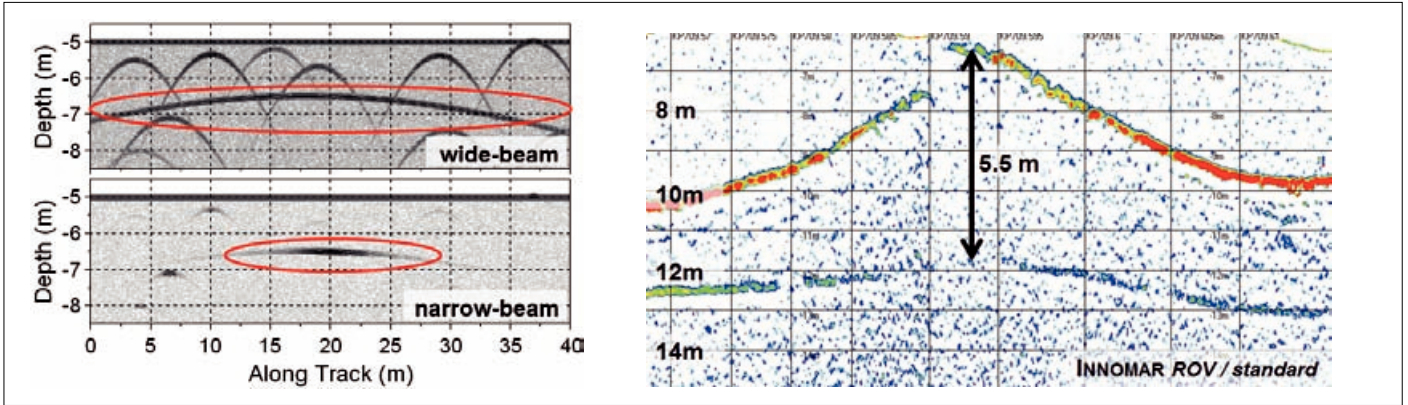 Depth (m)
-5
-6
-7
-8
wide-beam
Depth (m)
-5
-6
-7
-8
narrow-beam
0 5 10 15 20 25 30 35 40
Along Track (m)
8 m
10m
12m
14m
5.5 m
INNOMAR ROV / standard